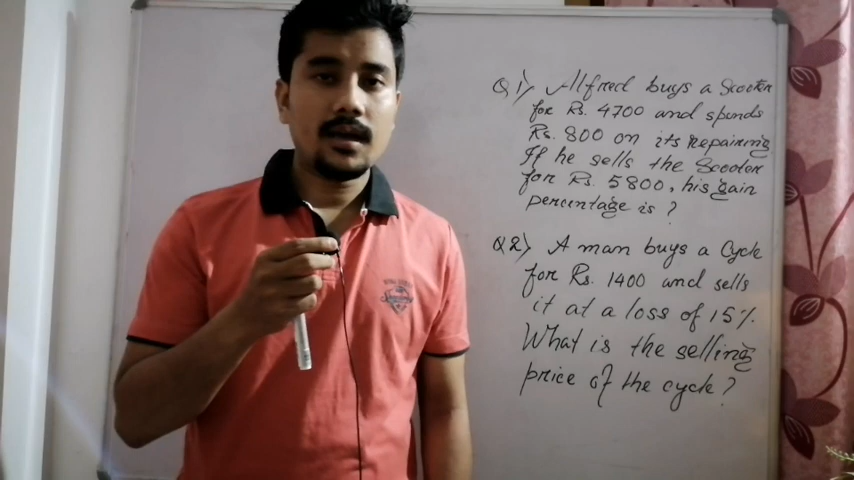 Q1) Alfred buys a Scooter
for Rs. 4700 and spends
Rs. 800 on its repairing
If he sells the Scooter
for Rs. 5800, his gain
percentage is ?
Q2) A man buys a Cycle
for Rs. 1400 and sells
it at a loss of 15%.
What is the selling
price of the cycle?